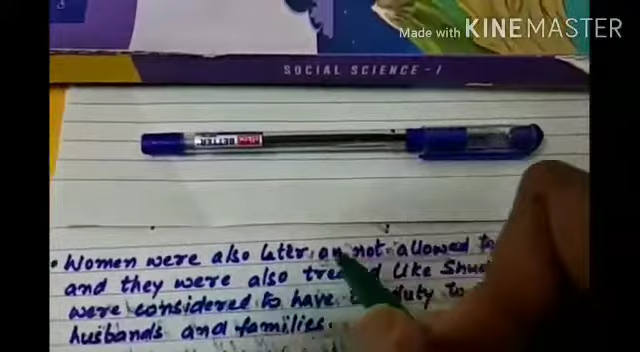 Made with KINEMASTER
SOCIAL SCIENCE - I
BETTER
• Women were also later on not allowed to
and they were also treated like
were considered to have duty to
husbands and families.